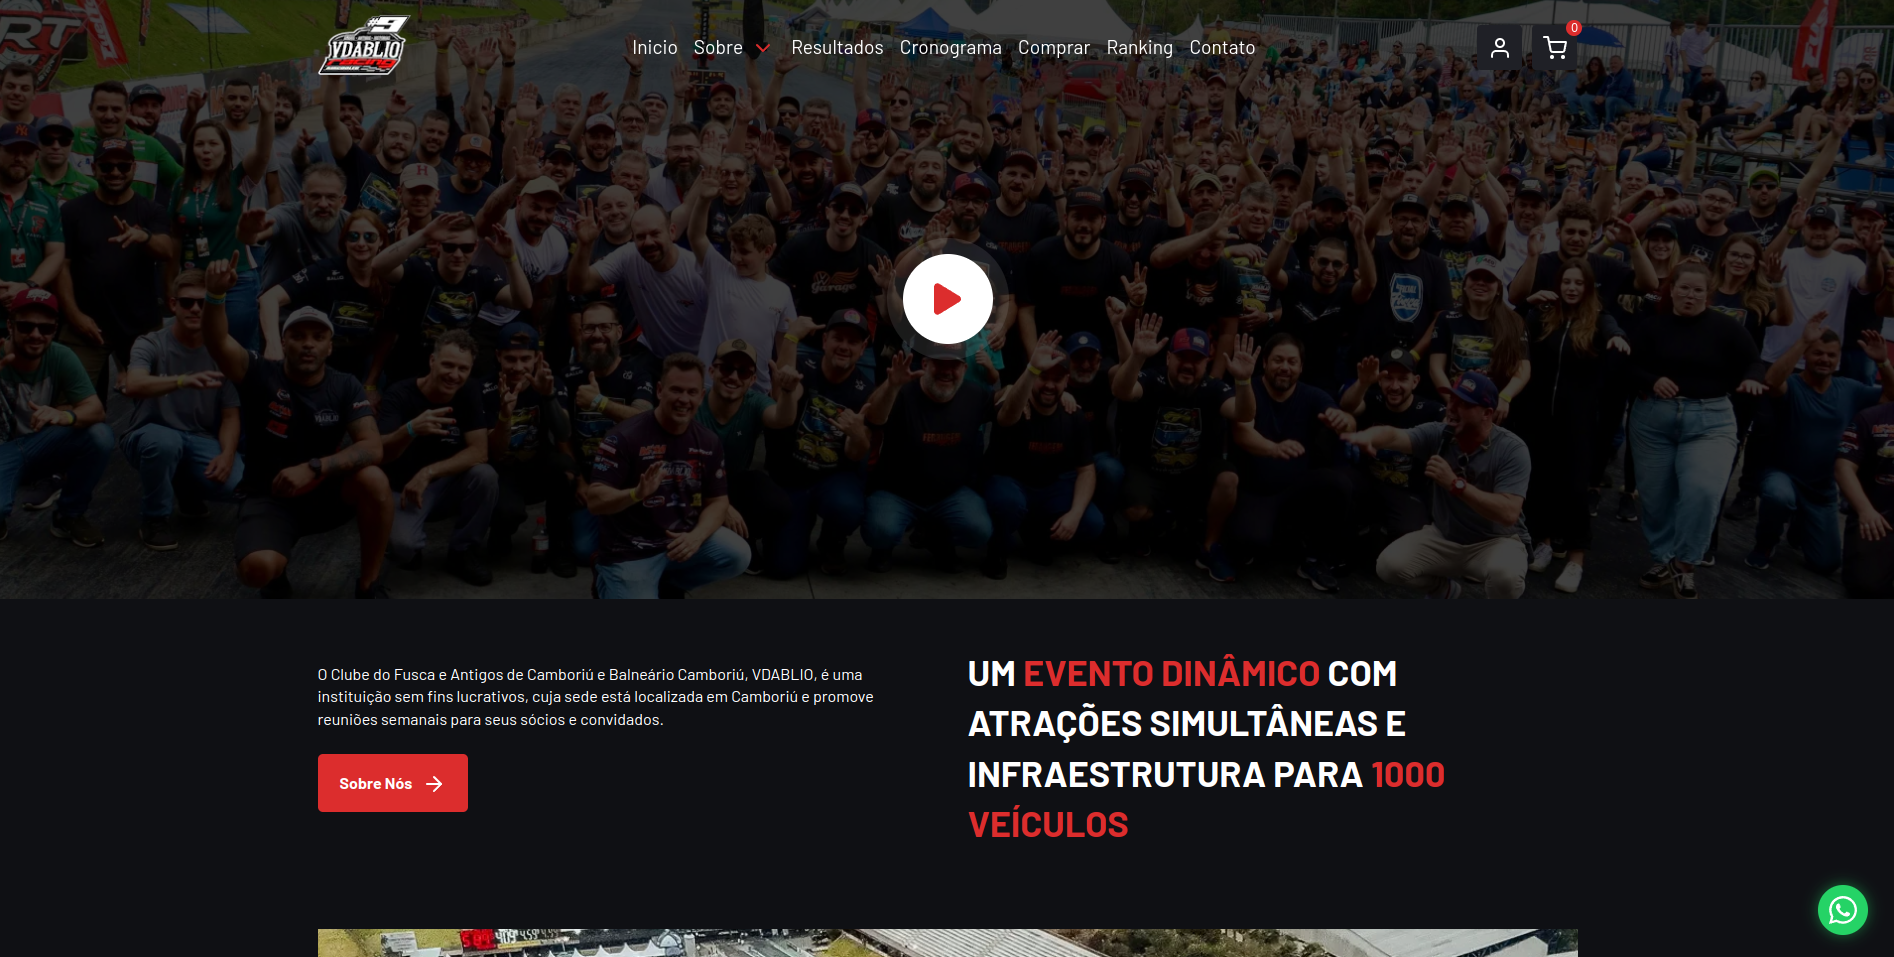 #9
VDABLIO
racing
Inicio
Sobre
Resultados
Cronograma
Comprar
Ranking
Contato
0
O Clube do Fusca e Antigos de Camboriú e Balneário Camboriú, VDABLIO, é uma
instituição sem fins lucrativos, cuja sede está localizada em Camboriú e promove
reuniões semanais para seus sócios e convidados.
Sobre Nós
UM EVENTO DINÂMICO COM
ATRAÇÕES SIMULTÂNEAS E
INFRAESTRUTURA PARA 1000
VEÍCULOS